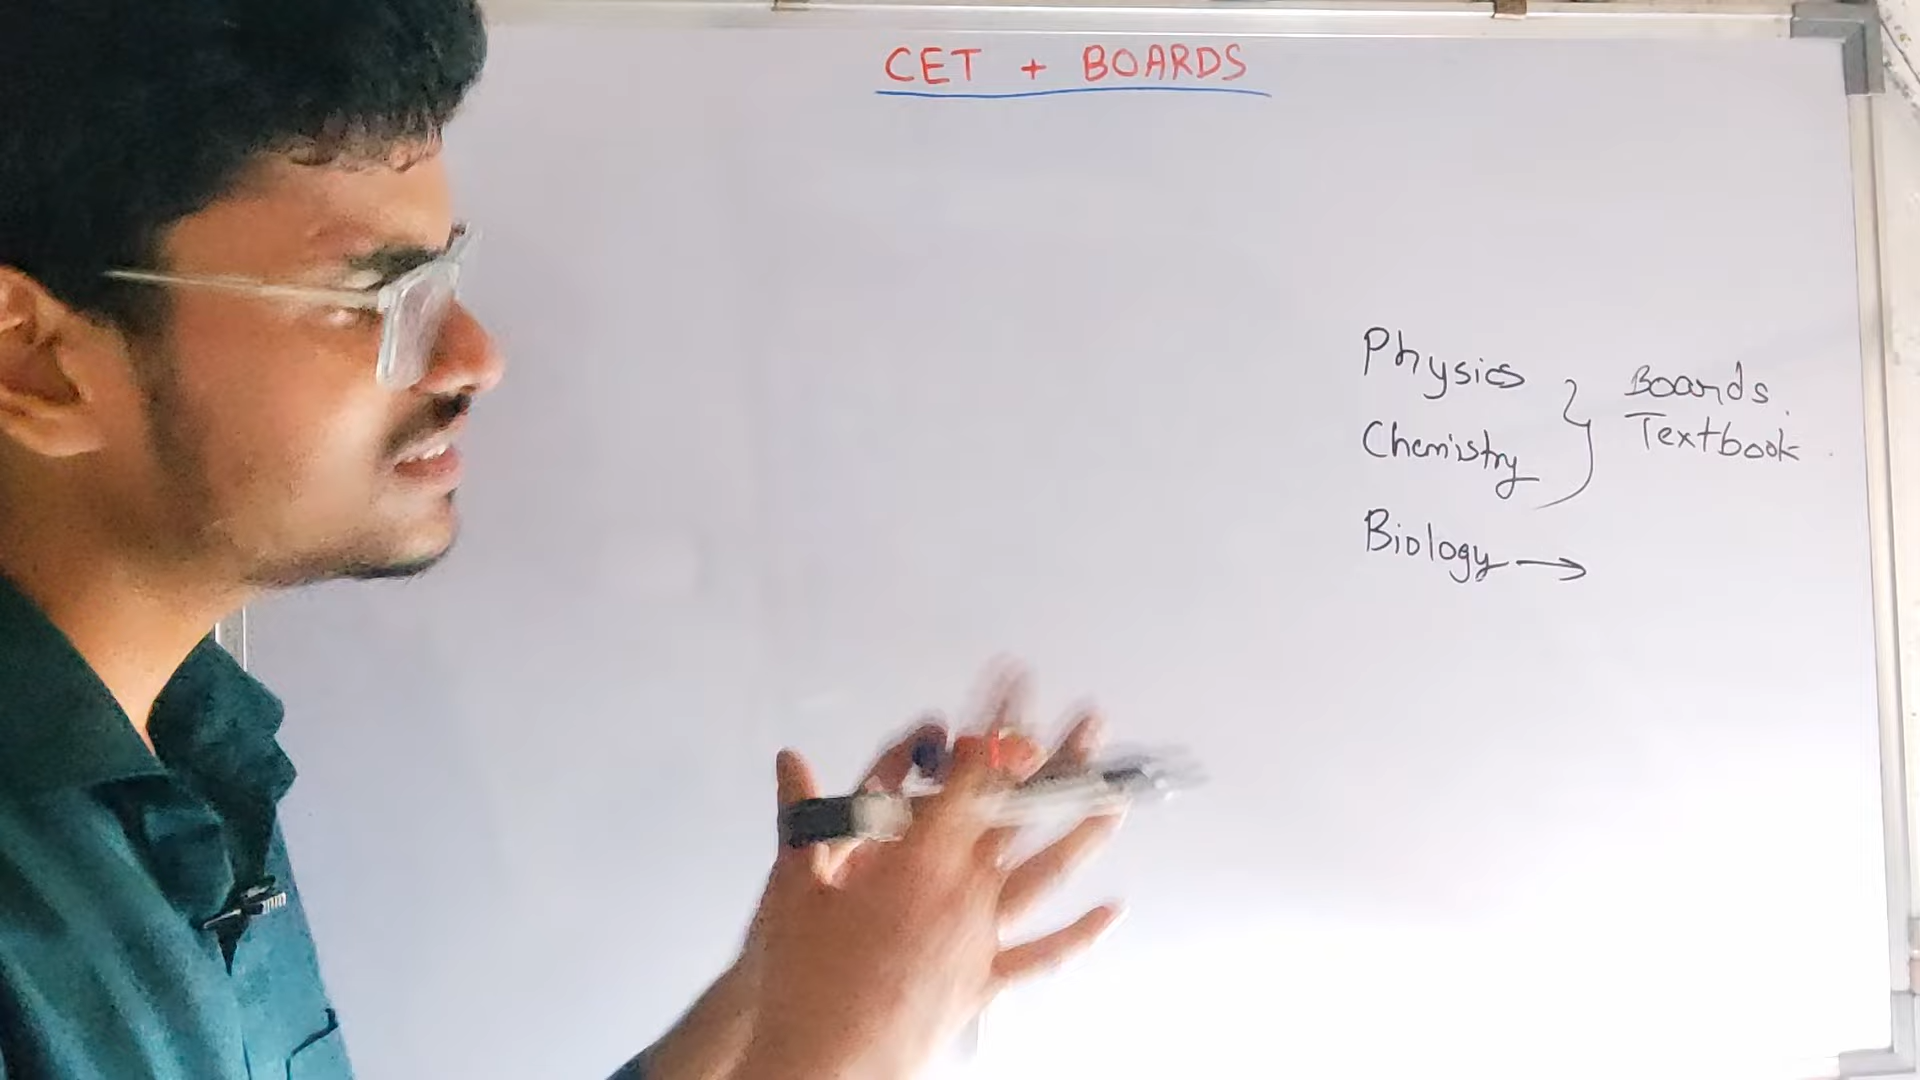 CET + BOARDS
Physics
Chemistry
Boards
Textbook
Biology →